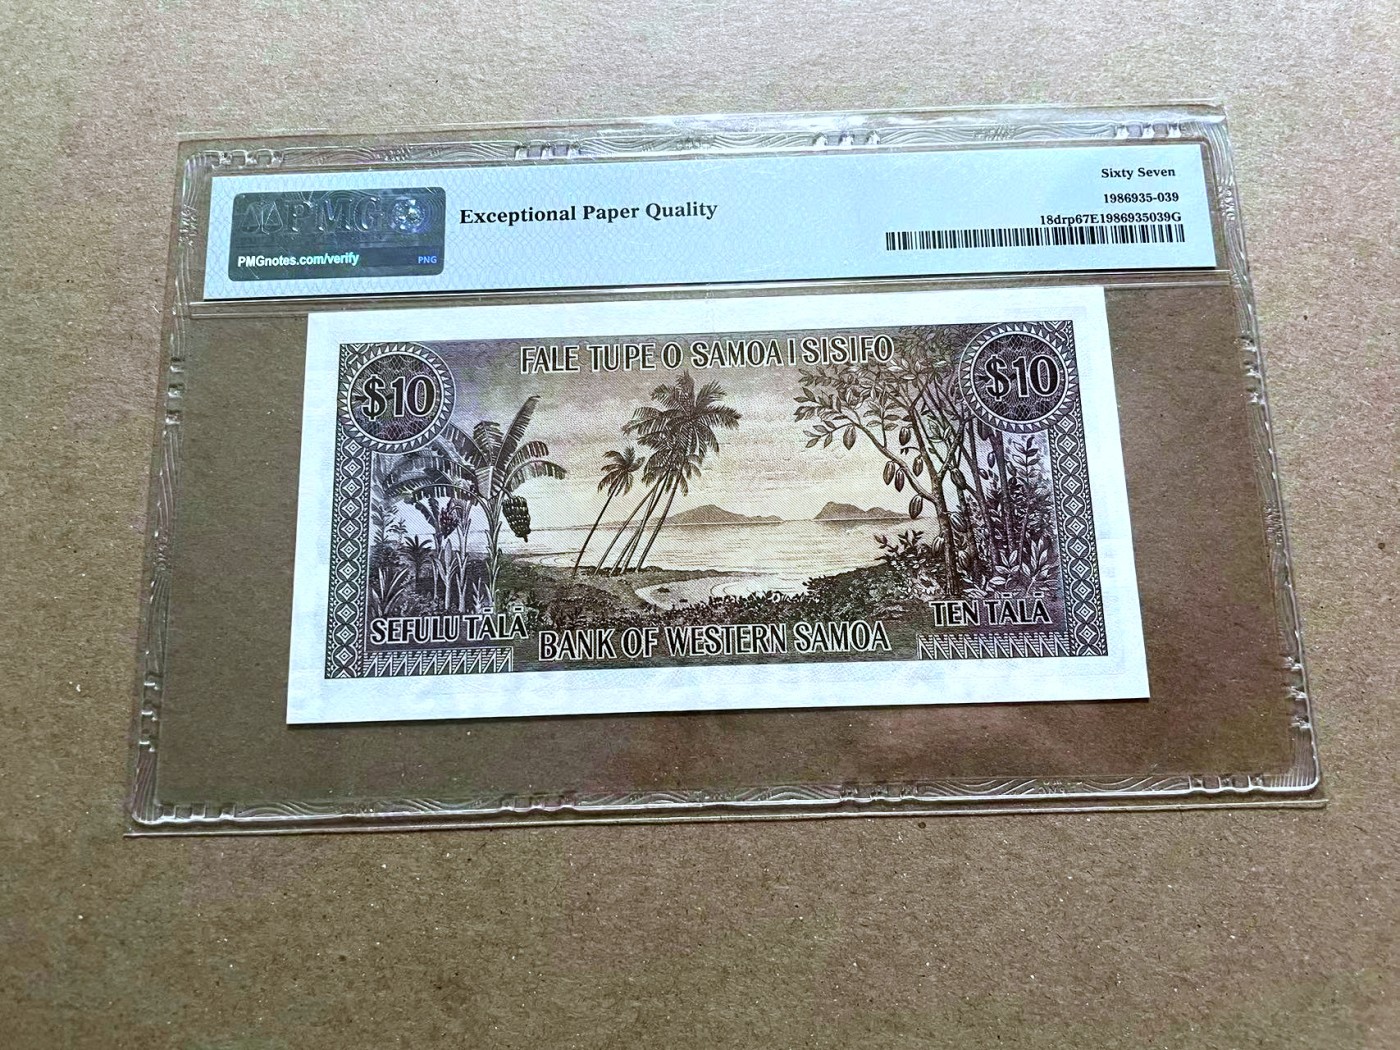 PMG
PMGnotes.com/verify
PNG
Exceptional Paper Quality
Sixty Seven
1986935-039
18drp67E1986935039G
$10
FALE TUPE O SAMOA I SISIFO
$10
SEFULU TĀLĀ
BANK OF WESTERN SAMOA
TEN TĀLĀ